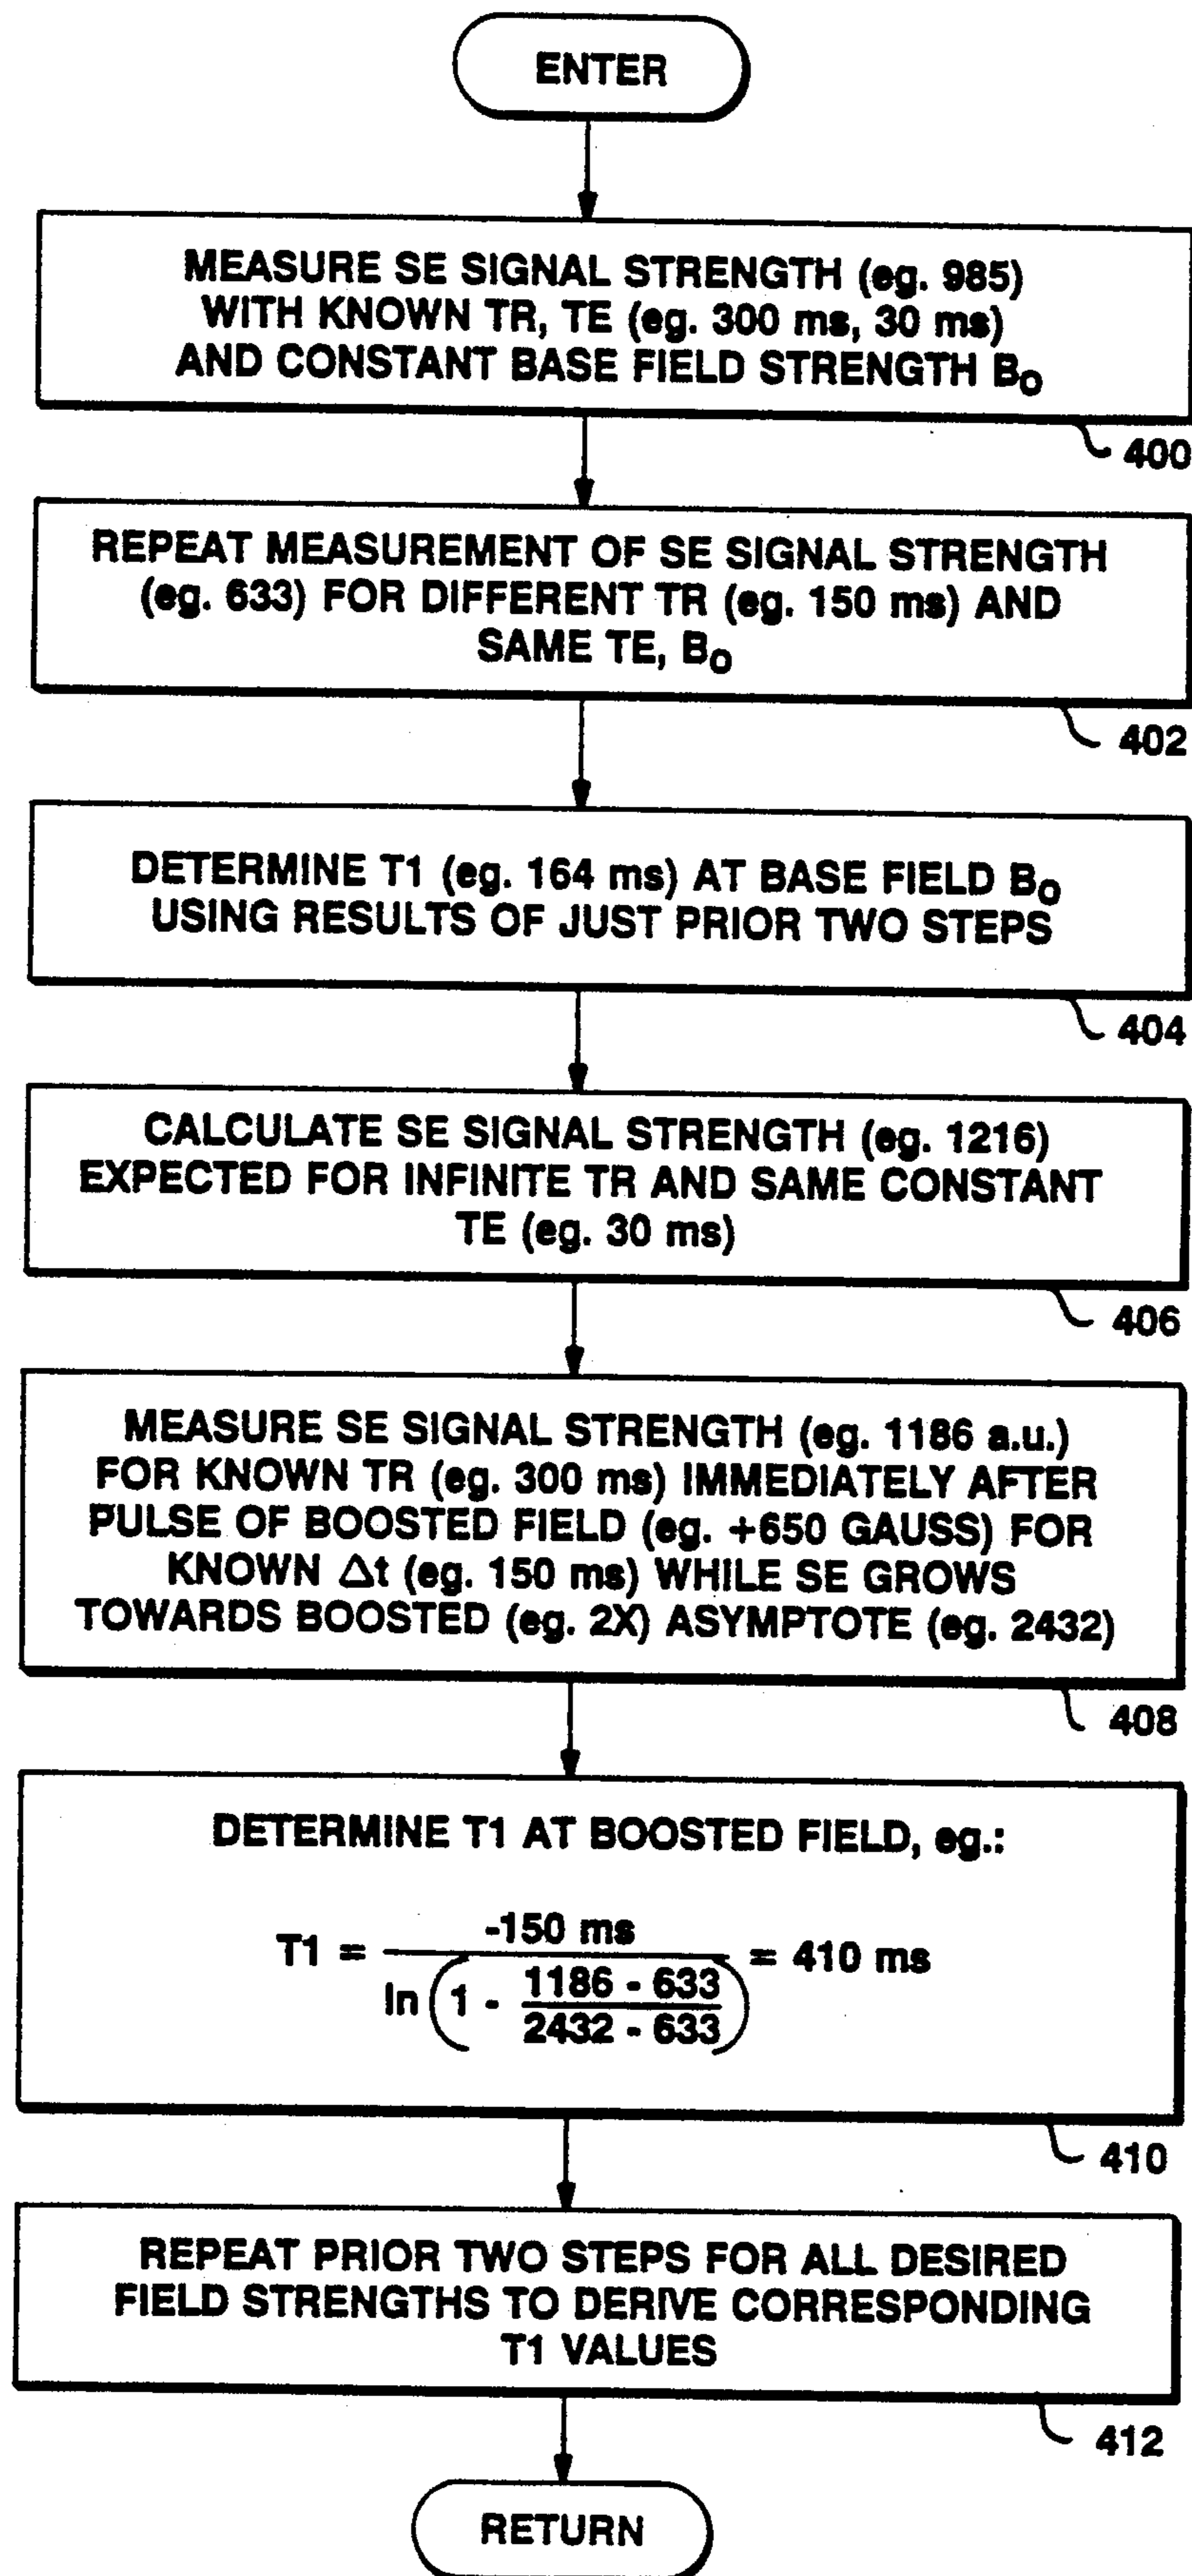 ENTER
MEASURE SE SIGNAL STRENGTH (eg. 985)
WITH KNOWN TR, TE (eg. 300 ms, 30 ms)
AND CONSTANT BASE FIELD STRENGTH B₀
400
REPEAT MEASUREMENT OF SE SIGNAL STRENGTH
(eg. 633) FOR DIFFERENT TR (eg. 150 ms) AND
SAME TE, B₀
402
DETERMINE T1 (eg. 164 ms) AT BASE FIELD B₀
USING RESULTS OF JUST PRIOR TWO STEPS
404
CALCULATE SE SIGNAL STRENGTH (eg. 1216)
EXPECTED FOR INFINITE TR AND SAME CONSTANT
TE (eg. 30 ms)
406
MEASURE SE SIGNAL STRENGTH (eg. 1186 a.u.)
FOR KNOWN TR (eg. 300 ms) IMMEDIATELY AFTER
PULSE OF BOOSTED FIELD (eg. +650 GAUSS) FOR
KNOWN Δt (eg. 150 ms) WHILE SE GROWS
TOWARDS BOOSTED (eg. 2X) ASYMPTOTE (eg. 2432)
408
DETERMINE T1 AT BOOSTED FIELD, eg.:
-150 ms
T1 = = 410 ms
ln (1 - 1186 - 633
2432 - 633)
410
REPEAT PRIOR TWO STEPS FOR ALL DESIRED
FIELD STRENGTHS TO DERIVE CORRESPONDING
T1 VALUES
412
RETURN